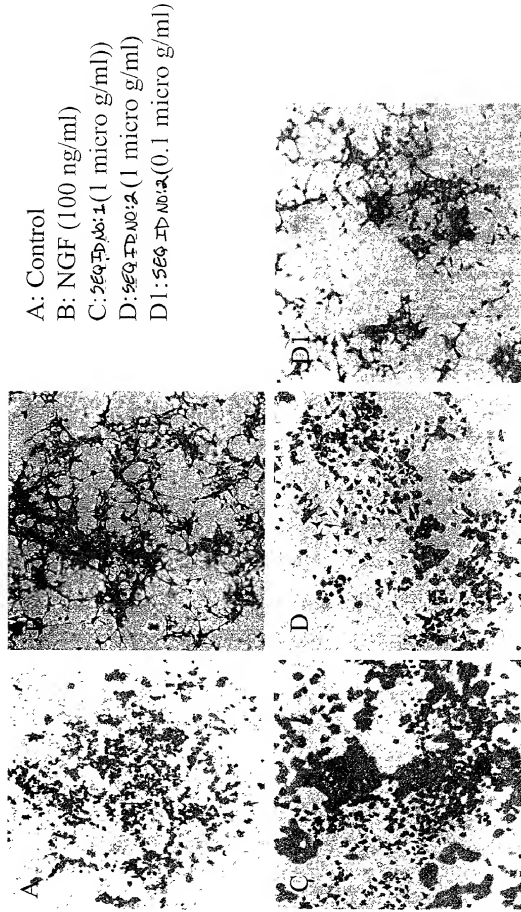 A: Control
B: NGF (100 ng/ml)
C: SEQ ID NO: 1 (1 micro g/ml))
D: SEQ ID NO: 2 (1 micro g/ml)
D1: SEQ ID NO: 2 (0.1 micro g/ml)
A
B
C
D
D1